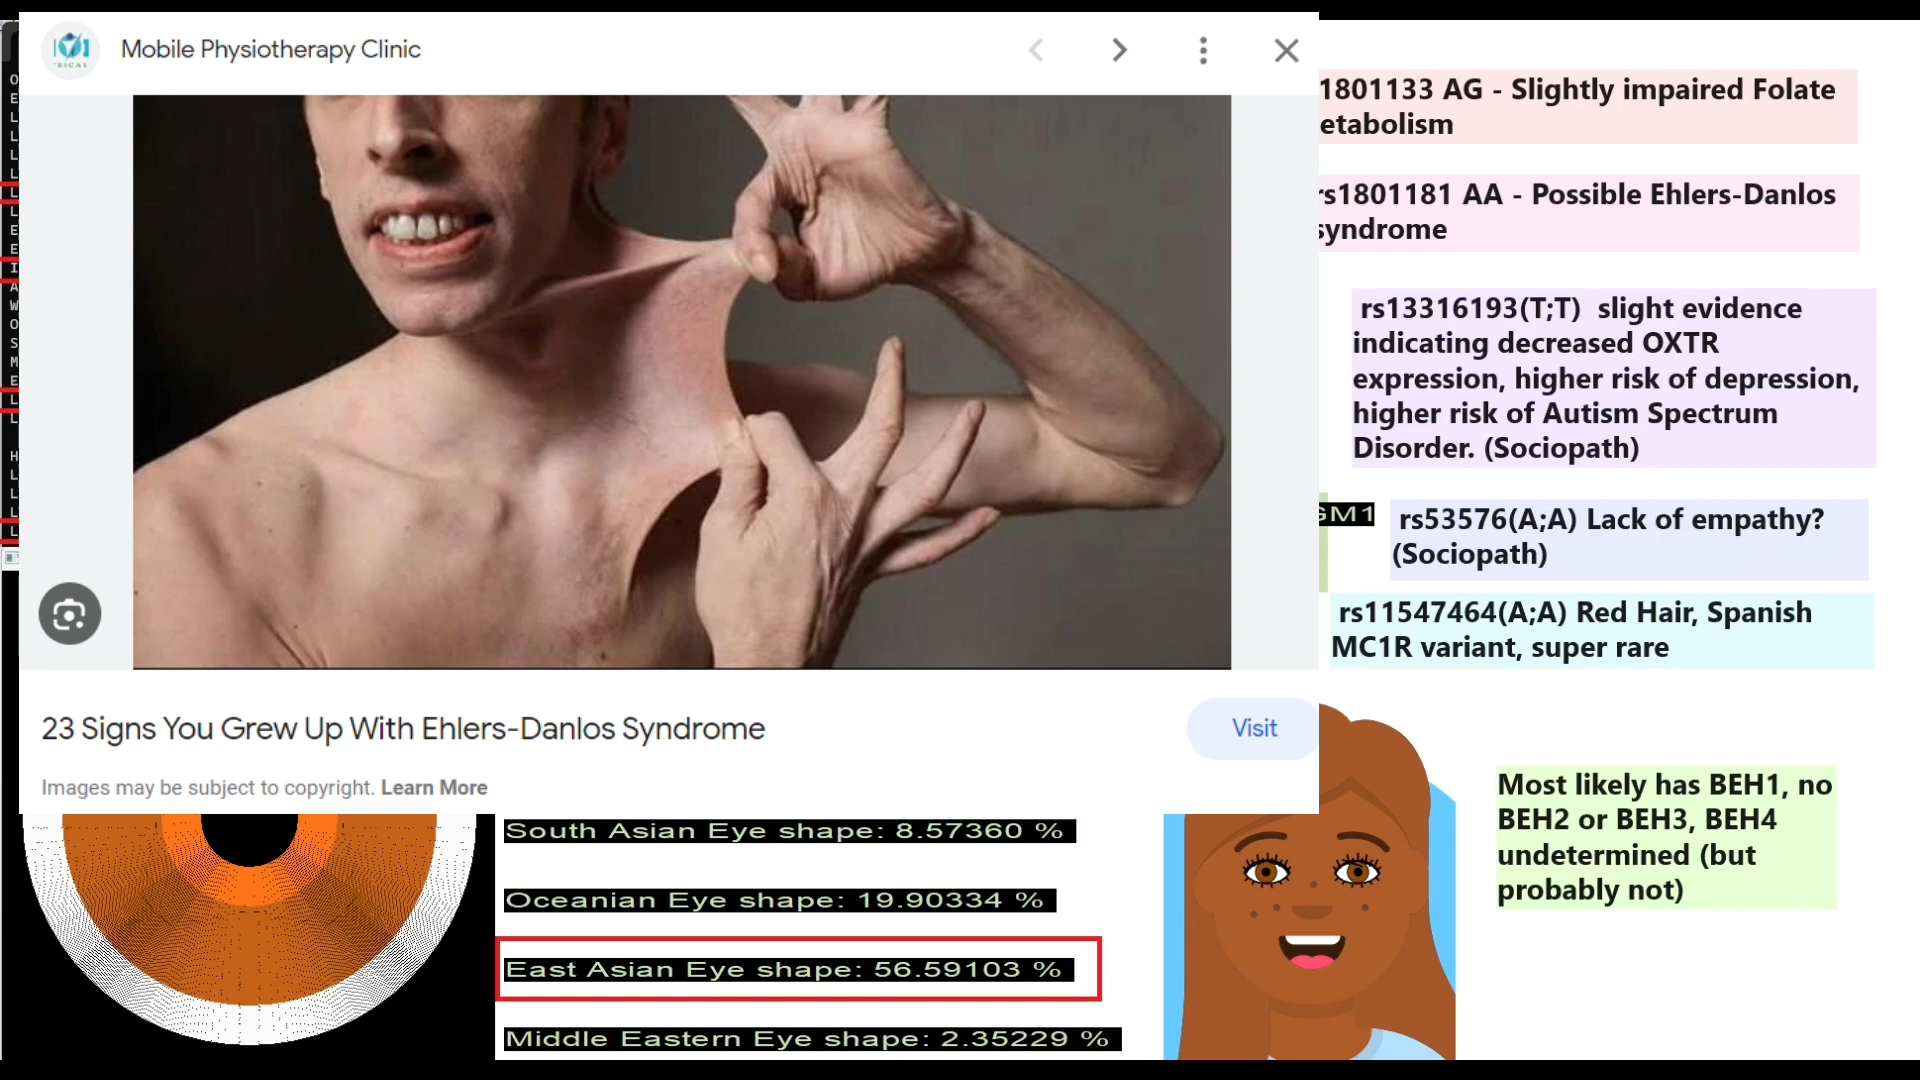 Mobile Physiotherapy Clinic
1801133 AG - Slightly impaired Folate
etabolism
rs1801181 AA - Possible Ehlers-Danlos
syndrome
rs13316193(T;T) slight evidence
indicating decreased OXTR
expression, higher risk of depression,
higher risk of Autism Spectrum
Disorder. (Sociopath)
GM1
rs53576(A;A) Lack of empathy?
(Sociopath)
rs11547464(A;A) Red Hair, Spanish
MC1R variant, super rare
23 Signs You Grew Up With Ehlers-Danlos Syndrome
Visit
Images may be subject to copyright. Learn More
Most likely has BEH1, no
BEH2 or BEH3, BEH4
undetermined (but
probably not)
South Asian Eye shape: 8.57360 %
Oceanian Eye shape: 19.90334 %
East Asian Eye shape: 56.59103 %
Middle Eastern Eye shape: 2.35229 %